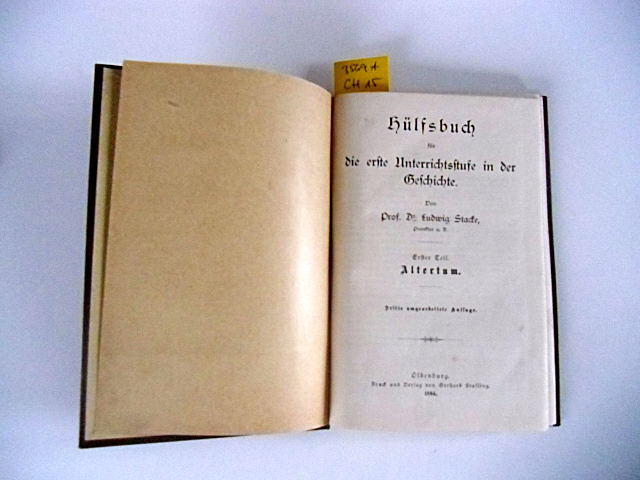 3569 A
CH 15
Hülfsbuch
für
die erste Unterrichtsstufe in der
Geschichte.
Von
Prof. Dr. Ludwig Stacke,
a. D.
Erster Teil.
Altertum.
Dritte umgearbeitete Auflage.
Oldenburg.
Druck und Verlag von Gerhard Stalling.